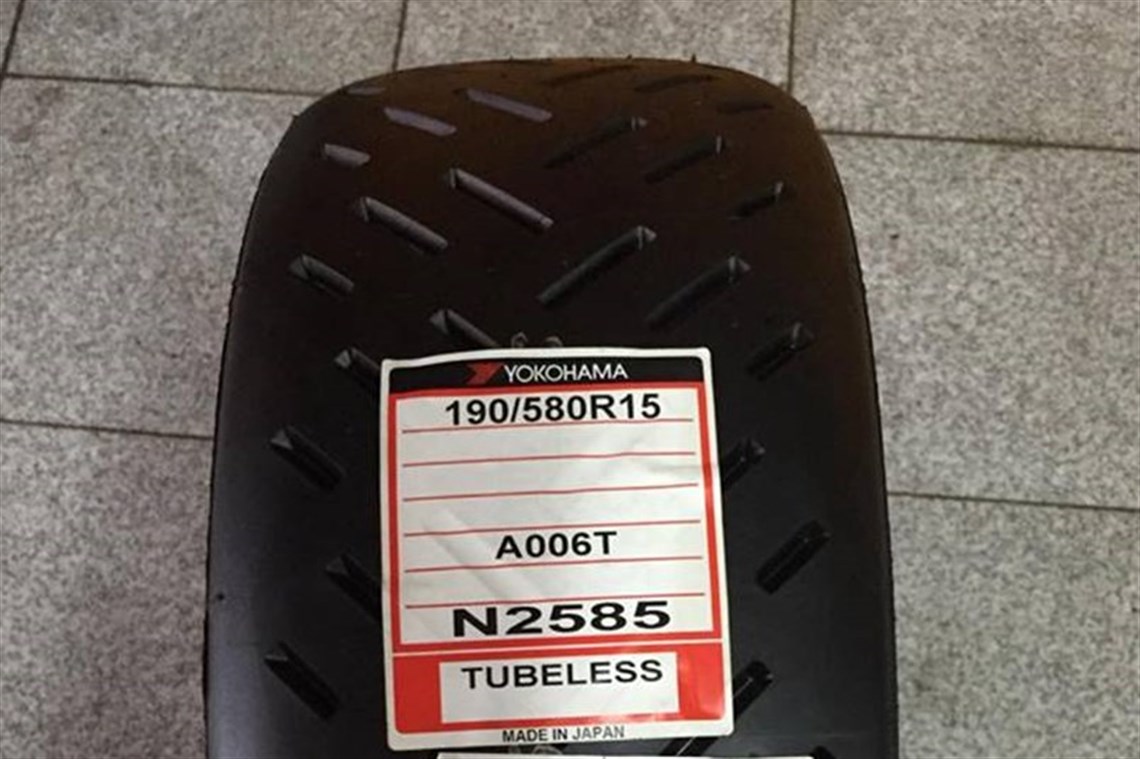 YOKOHAMA
190/580R15
A006T
N2585
TUBELESS
MADE IN JAPAN